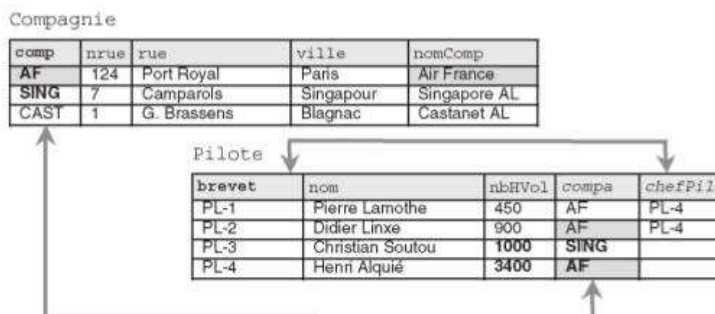 Compagnie
comp nrue rue ville nomComp
AF 124 Port Royal Paris Air France
SING 7 Camparols Singapour Singapore AL
CAST 1 G. Brassens Blagnac Castanet AL
Pilote
brevet nom nbHVol compa chefPil
PL-1 Pierre Lamothe 450 AF PL-4
PL-2 Didier Linxe 900 AF PL-4
PL-3 Christian Soutou 1000 SING
PL-4 Henri Alquié 3400 AF